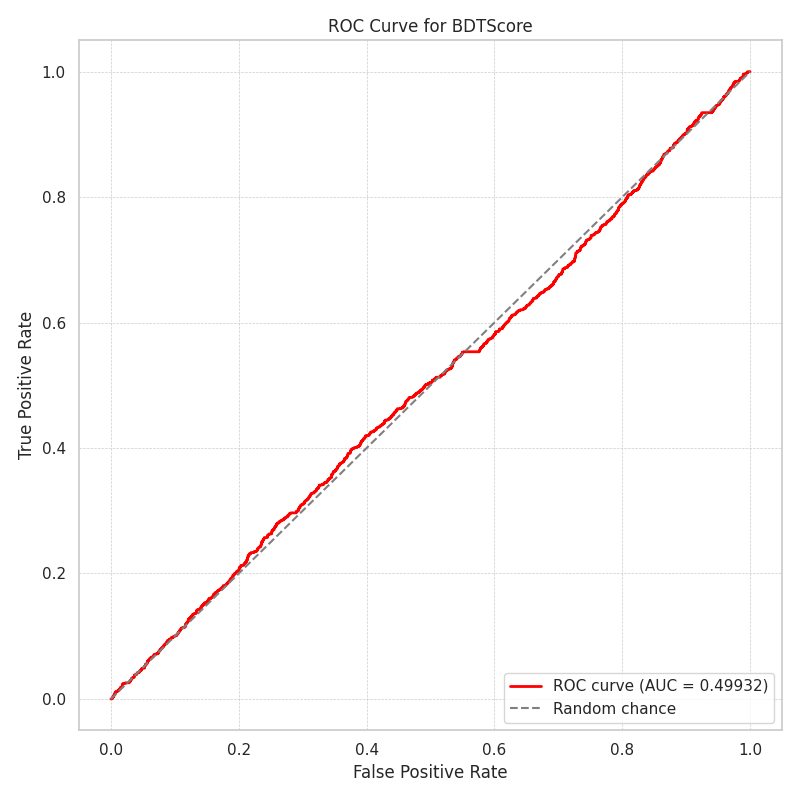 ROC Curve for BDTScore
True Positive Rate
1.0
0.8
0.6
0.4
0.2
0.0
0.0 0.2 0.4 0.6 0.8 1.0
False Positive Rate
ROC curve (AUC = 0.49932)
Random chance